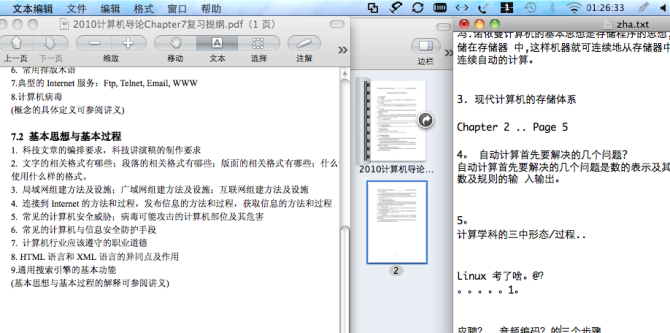 文本编辑 文件 编辑 格式 窗口 帮助
01:26:33
2010计算机导论Chapter7复习提纲.pdf（1 页）
上一页 下一页 缩放 移动 文本 选择 注解
边栏
6. 常用排版术语
7.典型的 Internet 服务：Ftp, Telnet, Email, WWW
8.计算机病毒
(概念的具体定可参阅讲义)
7.2 基本思想与基本过程
1. 科技文章的编排要求，科技讲演稿的制作要求
2. 文字的相关格式有哪些；段落的相关格式有哪些；版面的相关格式有哪些；什么
使用什么样的格式。
3. 局域网组建方法及设施；广域网组建方法及设施；互联网组建方法及设施
4. 连接到 Internet 的方法和过程，发布信息的方法和过程，获取信息的方法和过程
5. 常见的计算机安全威胁；病毒可能攻击的计算机部位及其危害
6. 常见的计算机与信息安全防护手段
7. 计算机行业应该遵守的职业道德
8. HTML 语言和 XML 语言的异同点及作用
9.通用搜索引擎的基本功能
(基本思想与基本过程的解释可参阅讲义)
2010计算机导论...
2
zha.txt
冯.诺依曼计算机的基本思想是存储程序的思想,
储在存储器 中,这样机器就可连续地从存储器中
连续自动的计算。
3. 现代计算机的存储体系
Chapter 2 .. Page 5
4。 自动计算首先要解决的几个问题?
自动计算首先要解决的几个问题是数的表示及其
数及规则的输 入输出。
5。
计算学科的三中形态/过程..
Linux 考了啥。@?
。。。。。1。
应聘? 音频编码? 的三个步骤